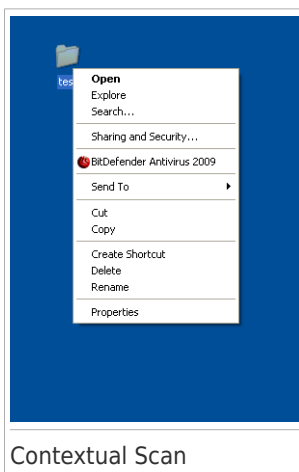 Open
Explore
Search...
Sharing and Security...
BitDefender Antivirus 2009
Send To
Cut
Copy
Create Shortcut
Delete
Rename
Properties
Contextual Scan